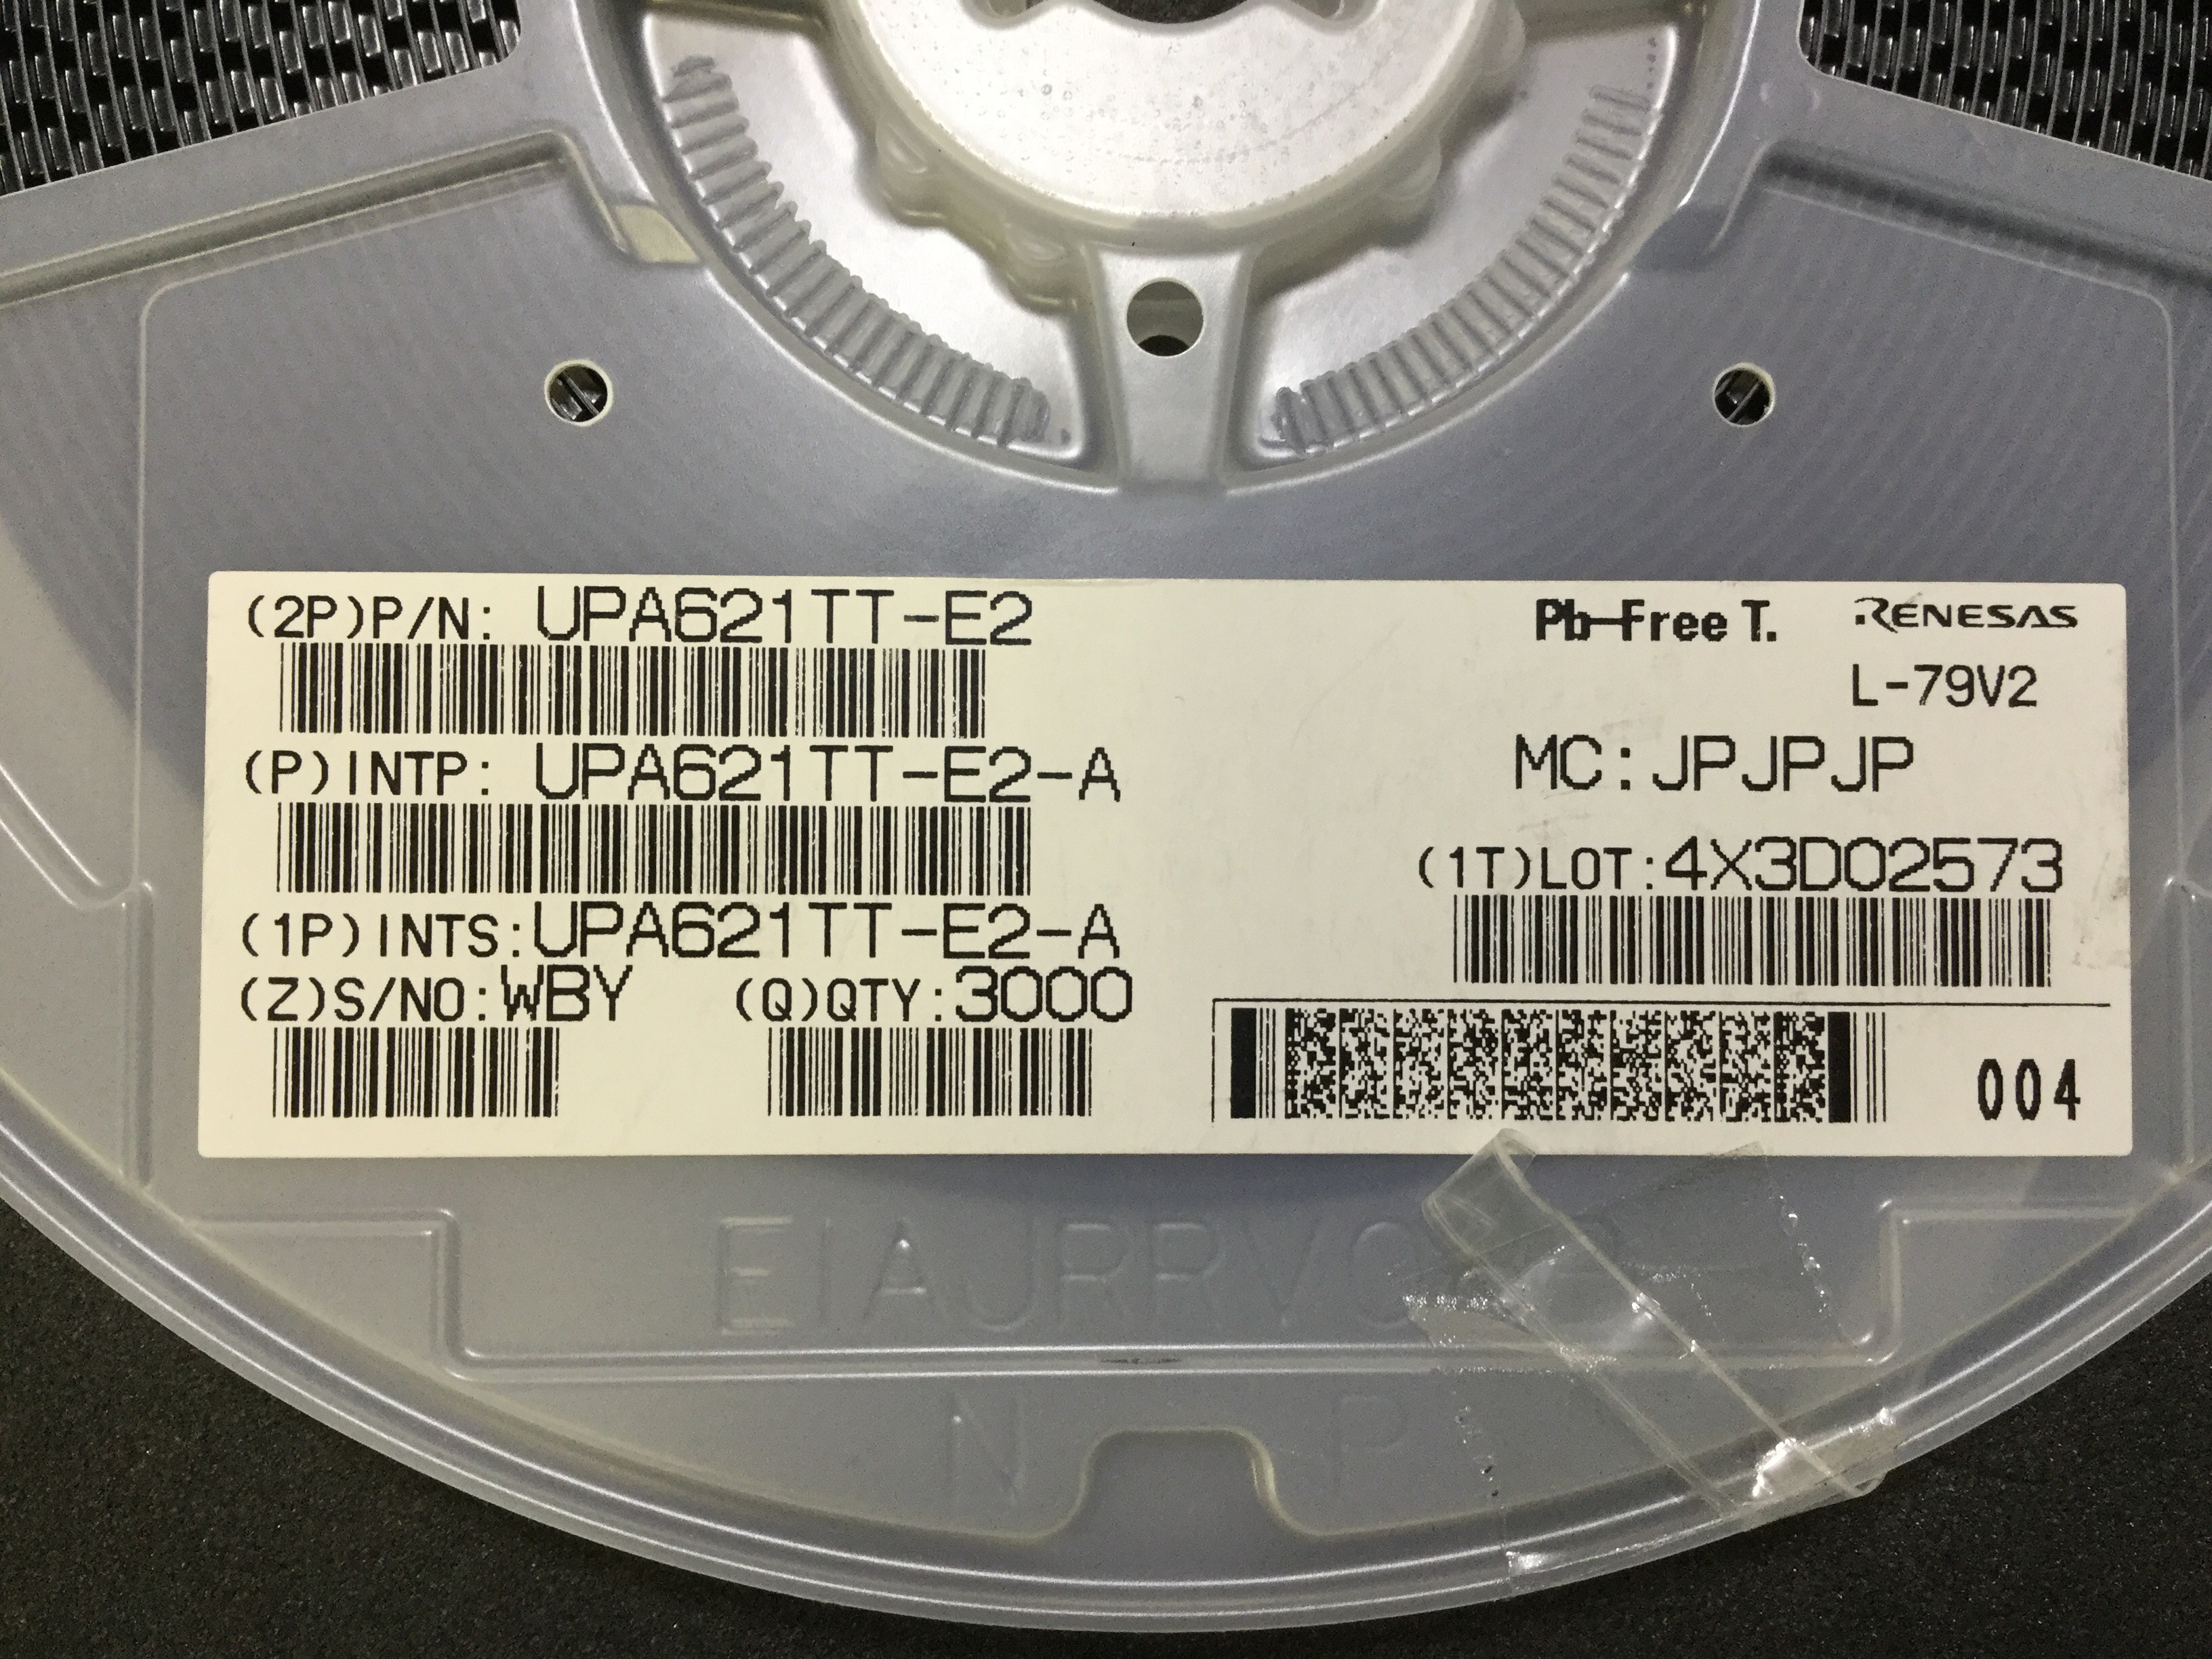 (2P)P/N: UPA621TT-E2
Pb-Free T. RENESAS
L-79V2
(P)INTP: UPA621TT-E2-A
MC:JPJPJP
(1T)LOT:4X3D02573
(1P)INTS:UPA621TT-E2-A
(Z)S/NO:WBY (Q)QTY:3000
004
N P